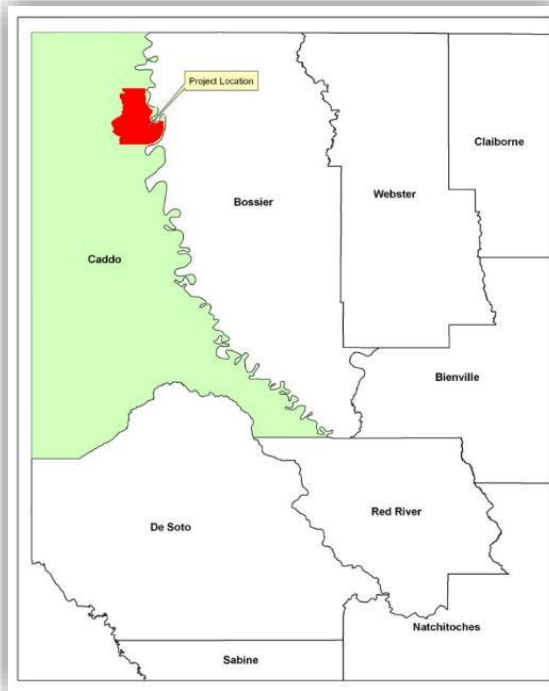 Project Location
Claiborne
Webster
Bossier
Caddo
Bienville
Red River
De Soto
Natchitoches
Sabine